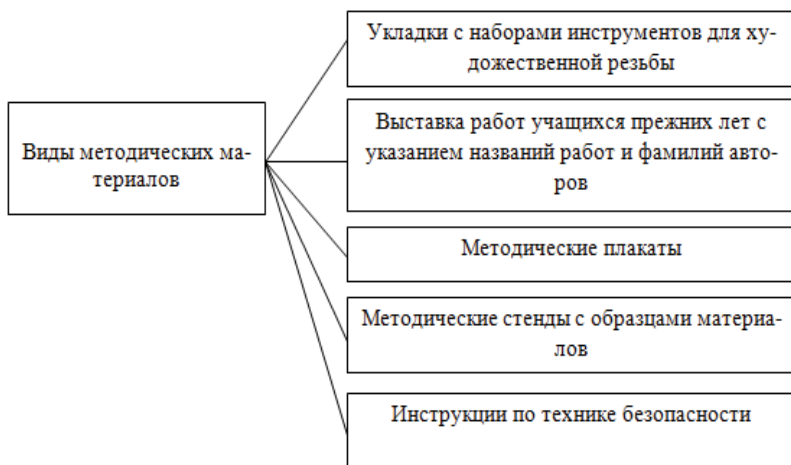 Виды методических ма-
териалов
Укладки с наборами инструментов для ху-
дожественной резьбы
Выставка работ учащихся прежних лет с
указанием названий работ и фамилий авто-
ров
Методические плакаты
Методические стенды с образцами материа-
лов
Инструкции по технике безопасности